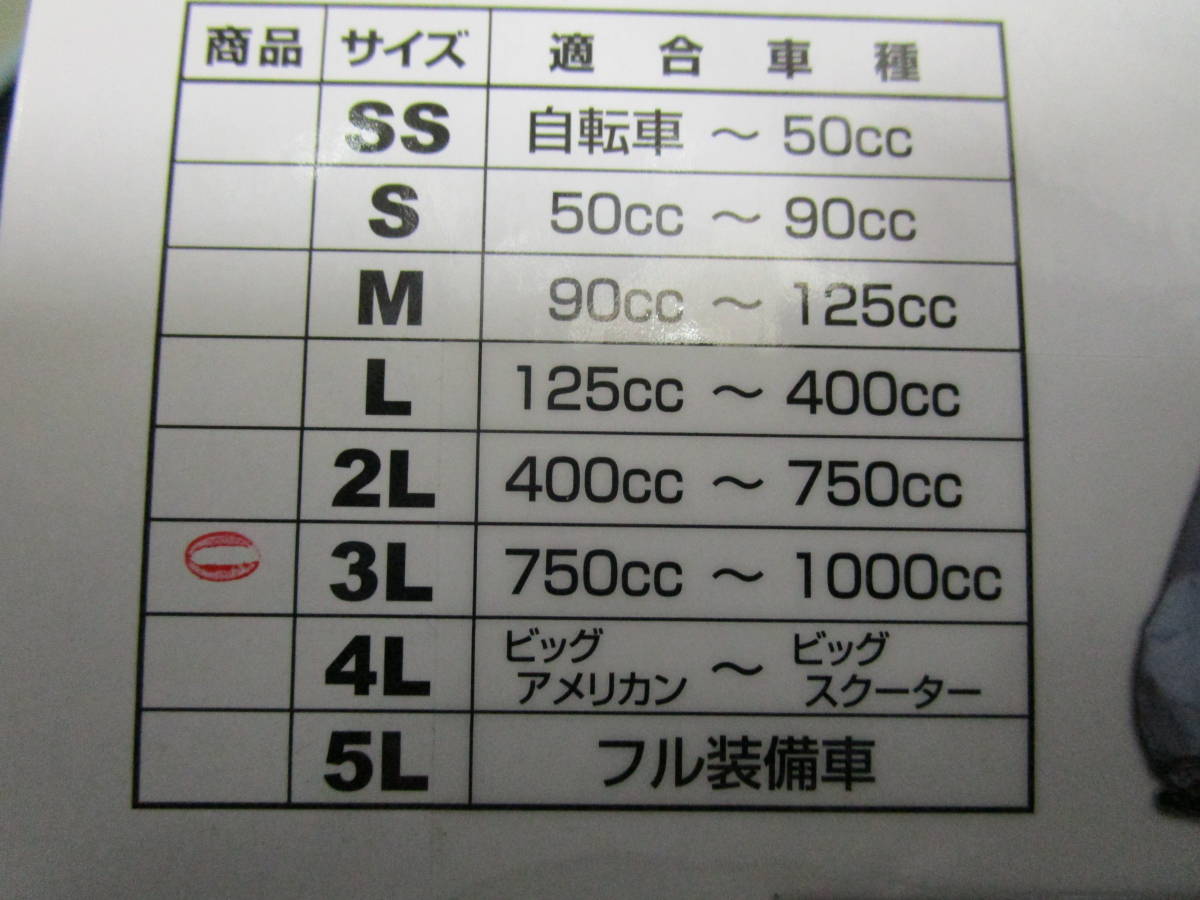 商品 サイズ 適合車種
SS 自転車 ～ 50cc
S 50cc ～ 90cc
M 90cc ～ 125cc
L 125cc ～ 400cc
2L 400cc ～ 750cc
3L 750cc ～ 1000cc
4L ビッグアメリカン ～ ビッグスクーター
5L フル装備車